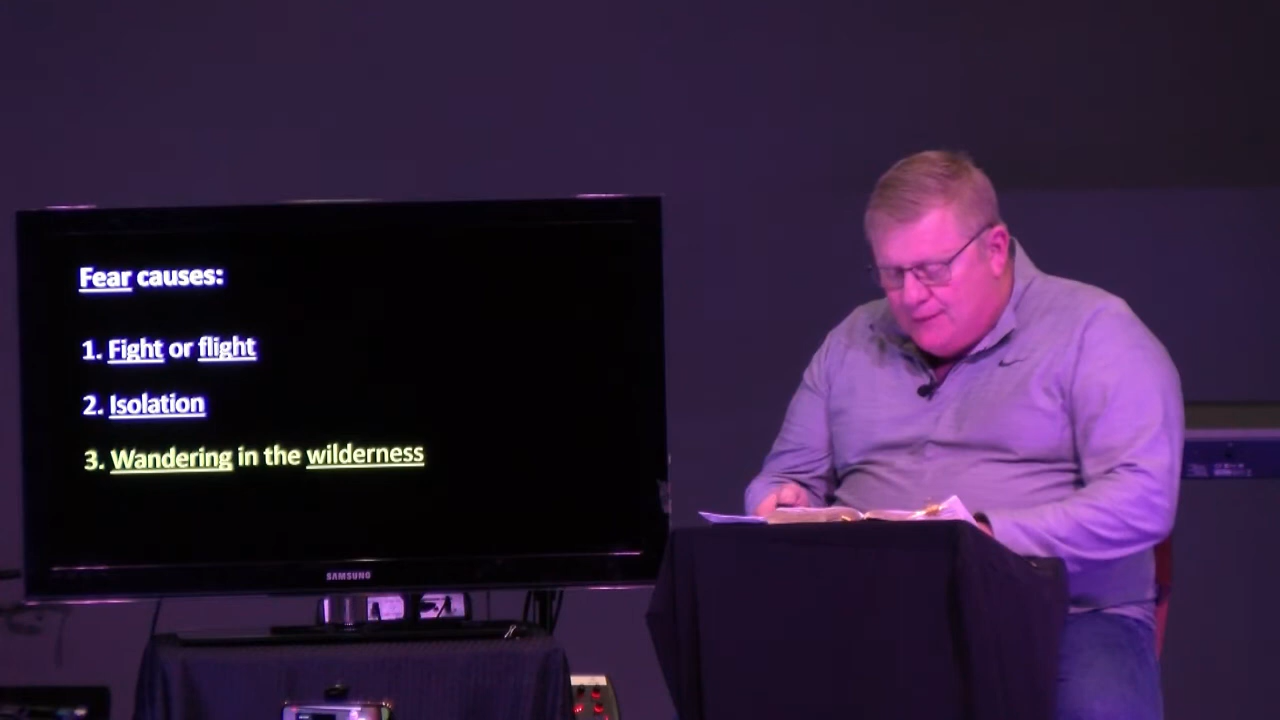 Fear causes:
1. Fight or flight
2. Isolation
3. Wandering in the wilderness
SAMSUNG